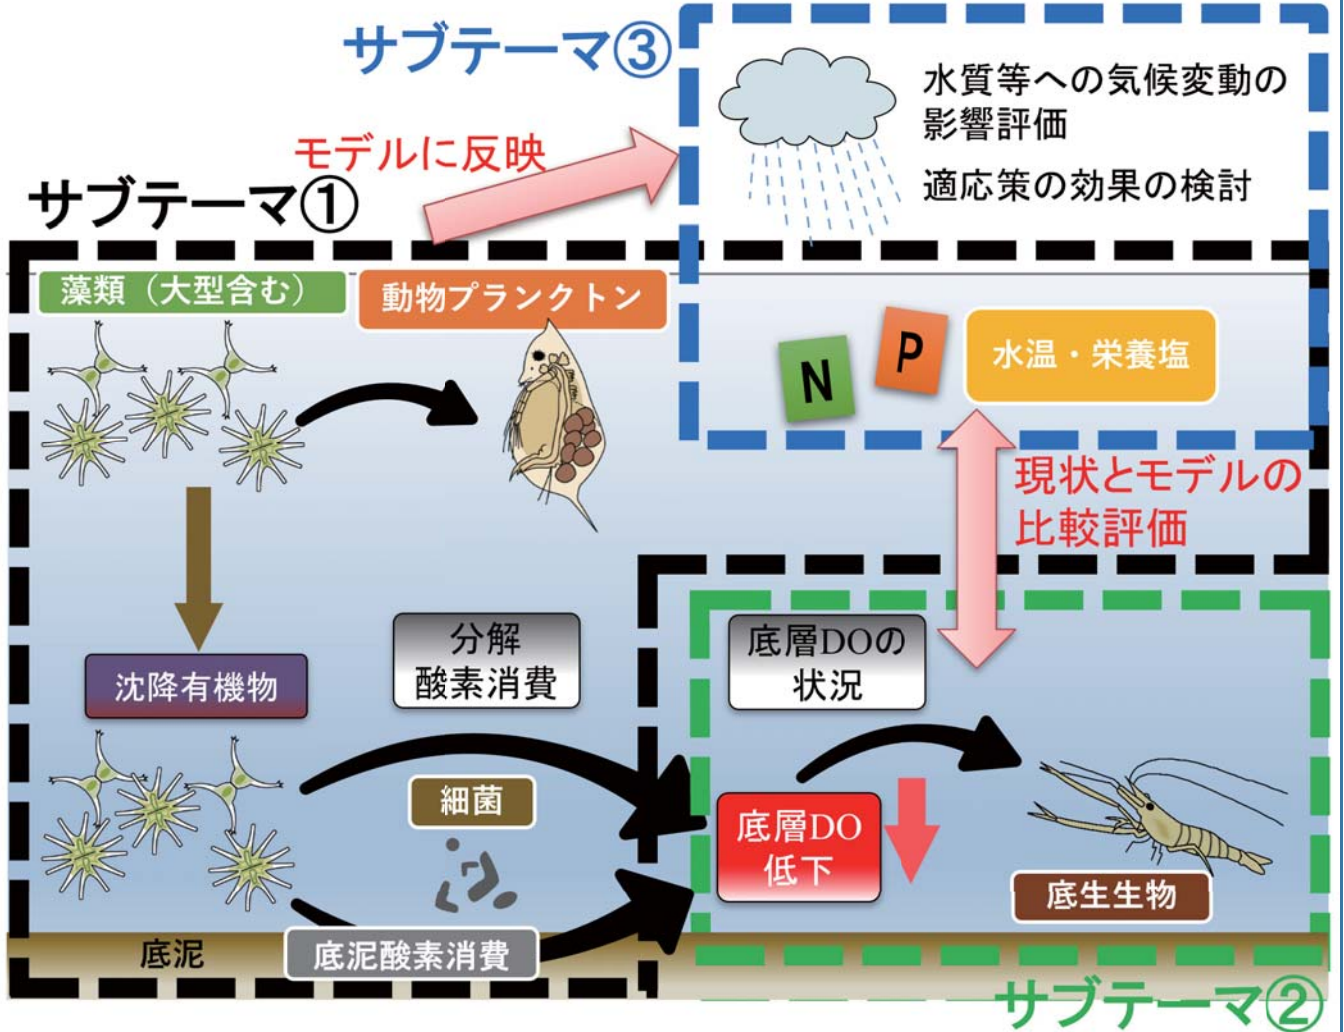 サブテーマ③
水質等への気候変動の
影響評価
適応策の効果の検討
モデルに反映
サブテーマ①
藻類（大型含む）
動物プランクトン
N
P
水温・栄養塩
現状とモデルの
比較評価
分解
酸素消費
底層DOの
状況
沈降有機物
細菌
底層DO
低下
底生生物
底泥
底泥酸素消費
サブテーマ②